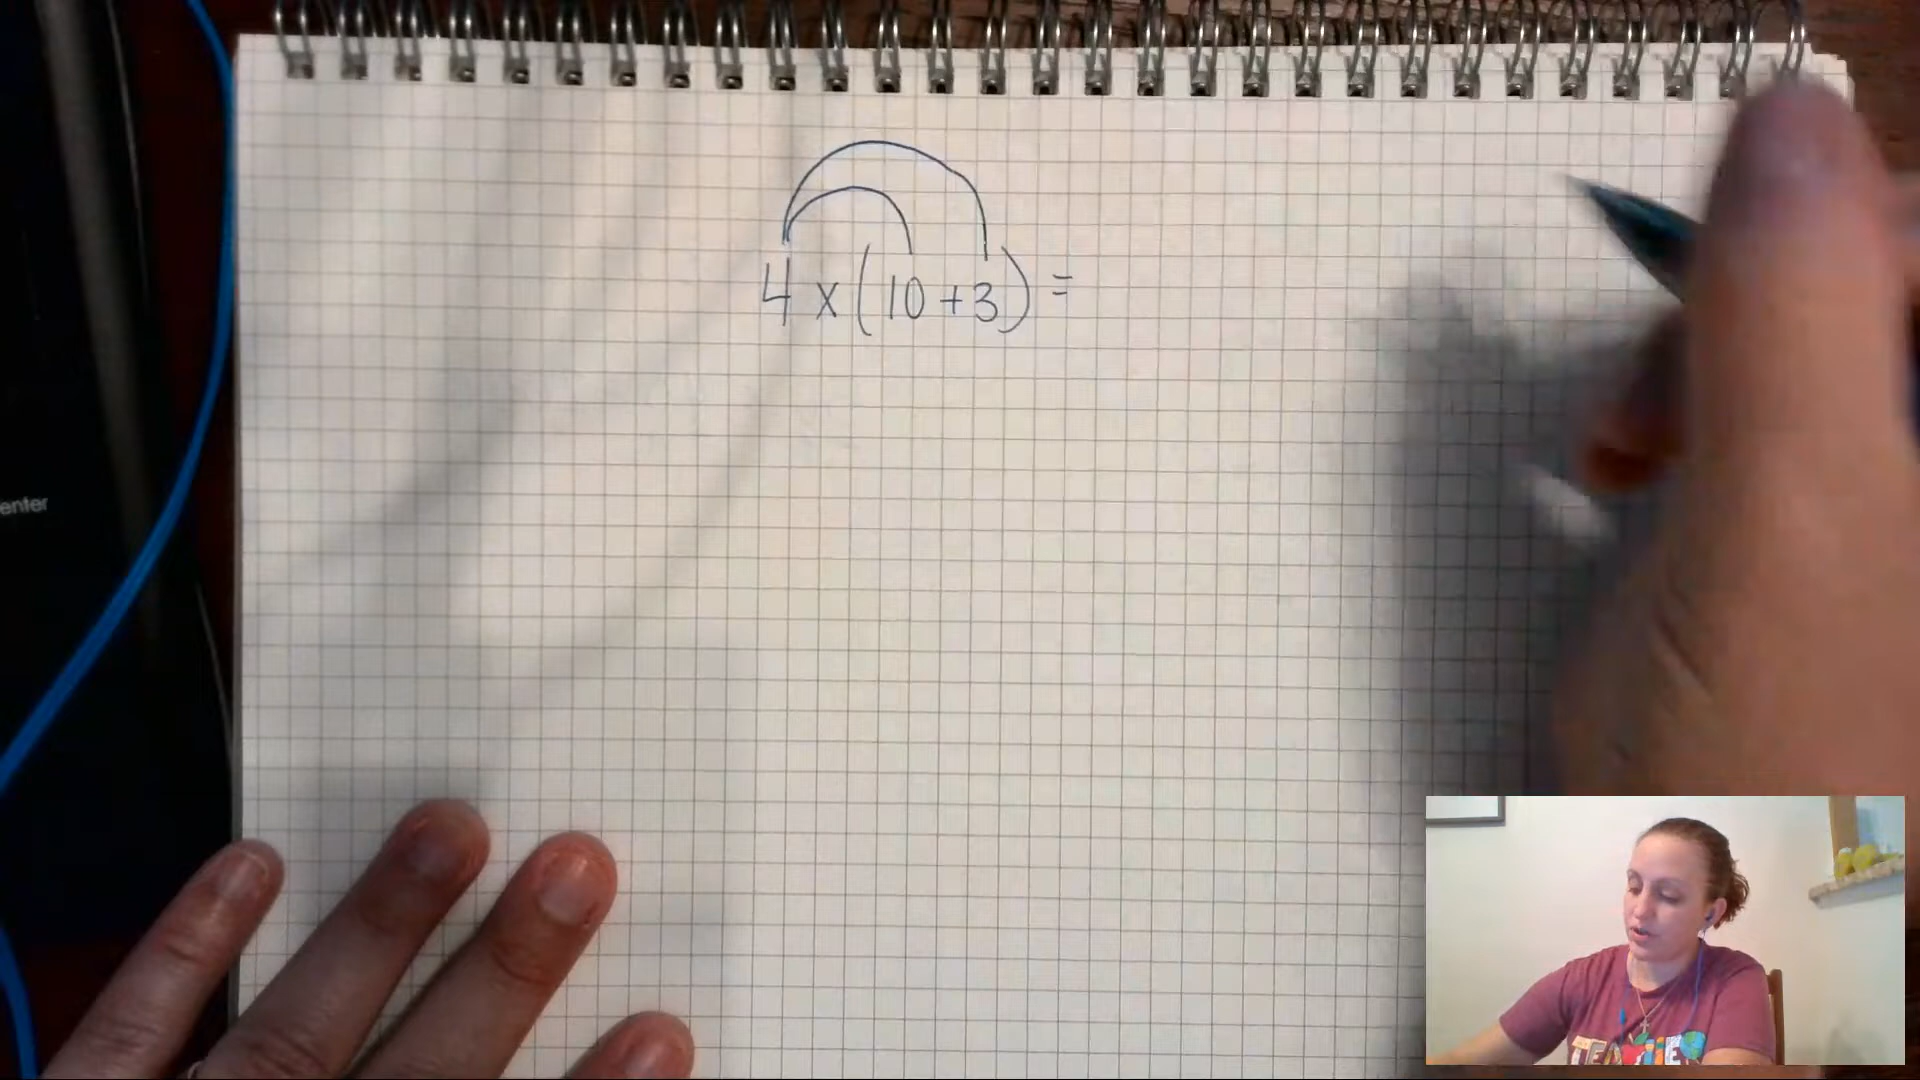 4 x (10 + 3) =
enter